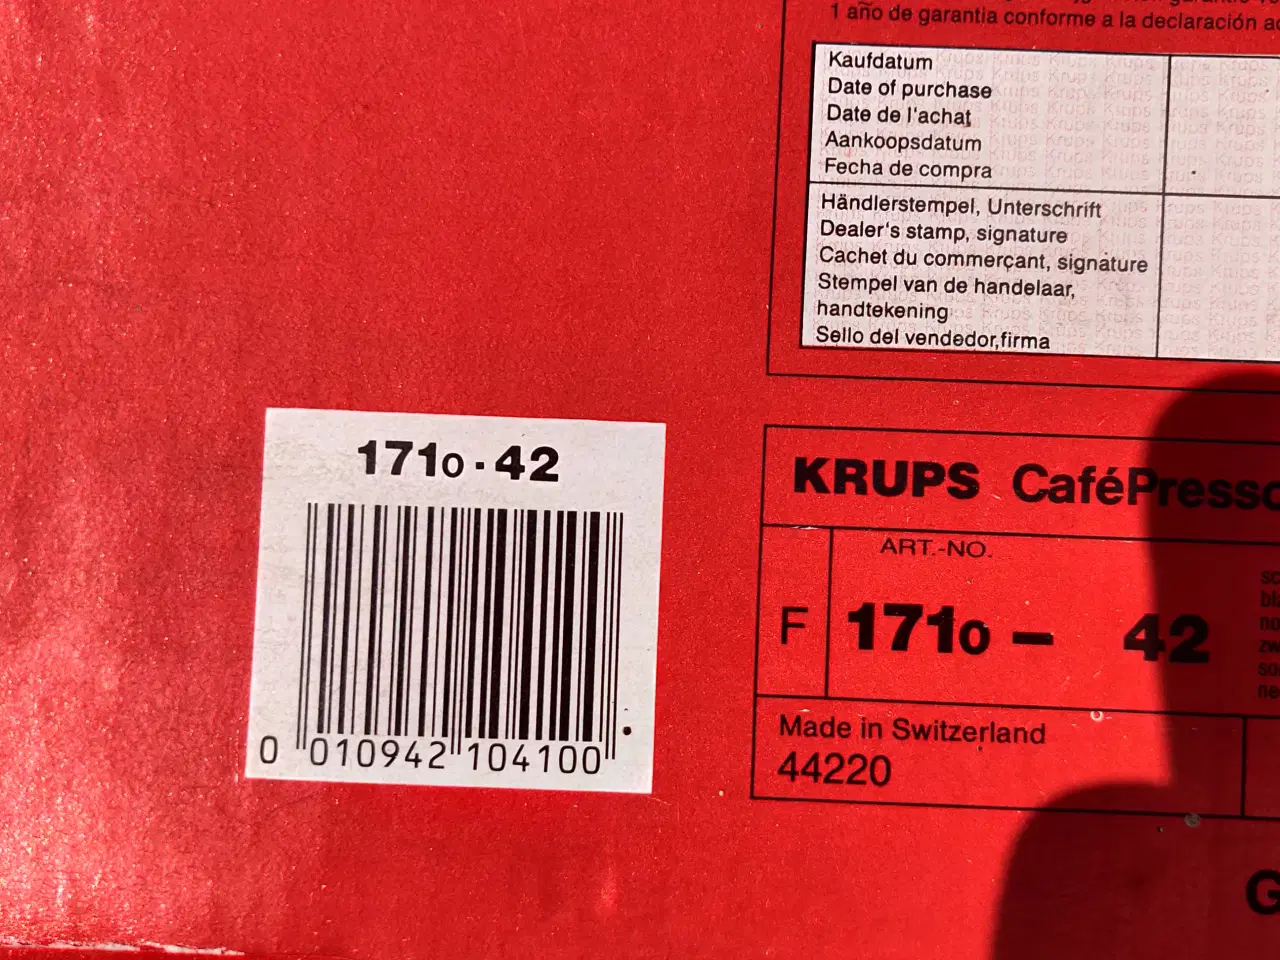 1 año de garantia conforme a la declaración
Kaufdatum
Date of purchase
Date de l'achat
Aankoopsdatum
Fecha de compra
Händlerstempel, Unterschrift
Dealer's stamp, signature
Cachet du commerçant, signature
Stempel van de handelaar,
handtekening
Sello del vendedor,firma
171o·42
0 010942 104100
KRUPS CaféPresso
ART.-NO.
F 171o – 42
Made in Switzerland
44220
G